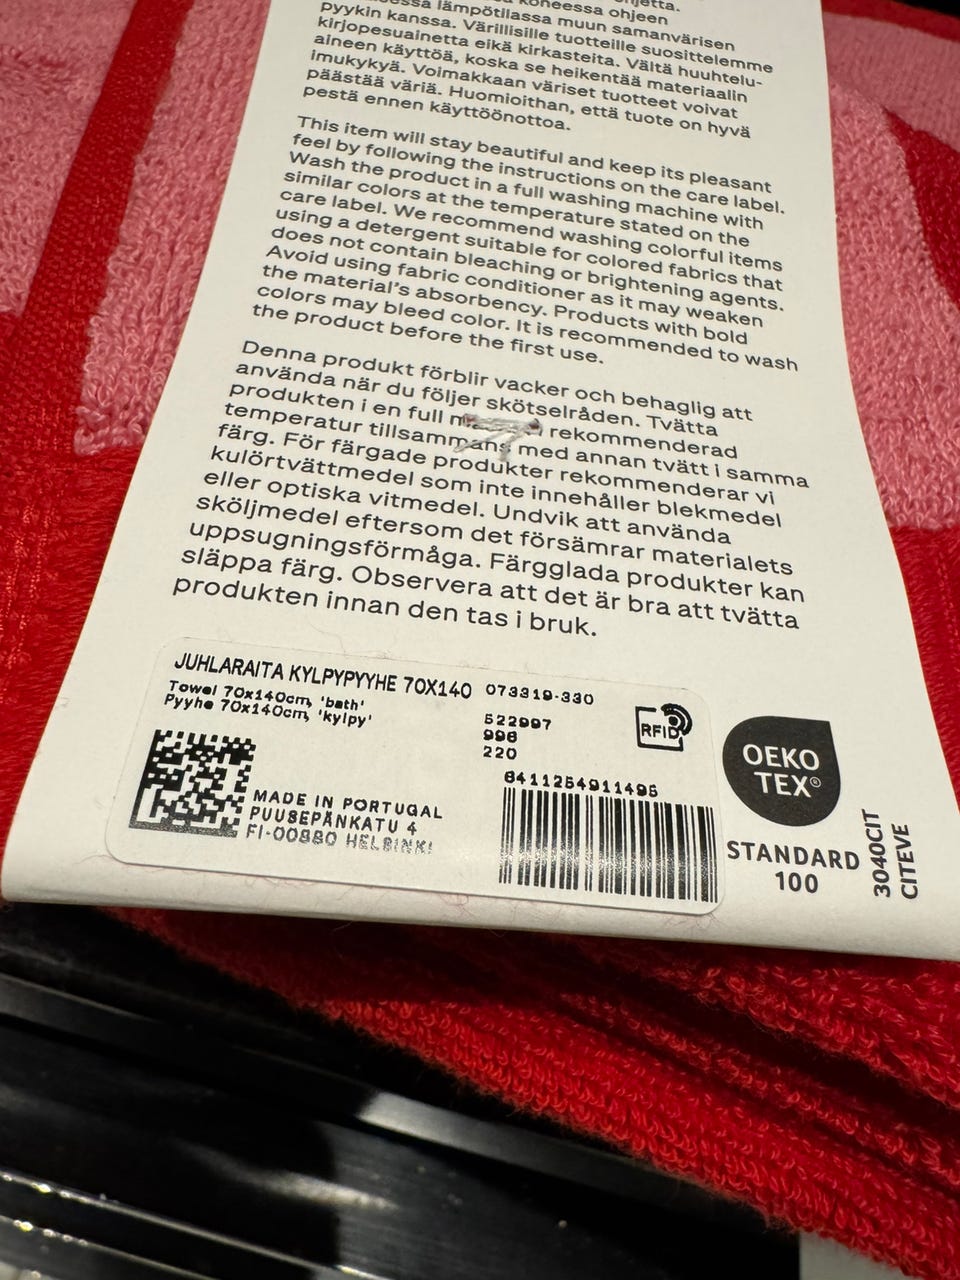 koneessa ohjeen
lämpötilassa muun samanvärisen
pyykin kanssa. Värillisille tuotteille suosittelemme
kirjopesuainetta eikä kirkasteita. Vältä huuhtelu-
aineen käyttöä, koska se heikentää materiaalin
imukykyä. Voimakkaan väriset tuotteet voivat
päästää väriä. Huomioithan, että tuote on hyvä
pestä ennen käyttöönottoa.
This item will stay beautiful and keep its pleasant
feel by following the instructions on the care label.
Wash the product in a full washing machine with
similar colors at the temperature stated on the
care label. We recommend washing colorful items
using a detergent suitable for colored fabrics that
does not contain bleaching or brightening agents.
Avoid using fabric conditioner as it may weaken
the material's absorbency. Products with bold
colors may bleed color. It is recommended to wash
the product before the first use.
Denna produkt förblir vacker och behaglig att
använda när du följer skötselråden. Tvätta
produkten i en full rekommenderad
temperatur tillsammans med annan tvätt i samma
färg. För färgade produkter rekommenderar vi
kulörtvättmedel som inte innehåller blekmedel
eller optiska vitmedel. Undvik att använda
sköljmedel eftersom det försämrar materialets
uppsugningsförmåga. Färgglada produkter kan
släppa färg. Observera att det är bra att tvätta
produkten innan den tas i bruk.
JUHLARAITA KYLPYPYYHE 70X140 073319-330
Towel 70x140cm, 'bath'
Pyyhe 70x140cm, 'kylpy'
522997
996
220
RFID
6411254911495
MADE IN PORTUGAL
PUUSEPÄNKATU 4
FI-00880 HELSINKI
OEKO
TEX®
STANDARD
100
3040CIT
CITEVE